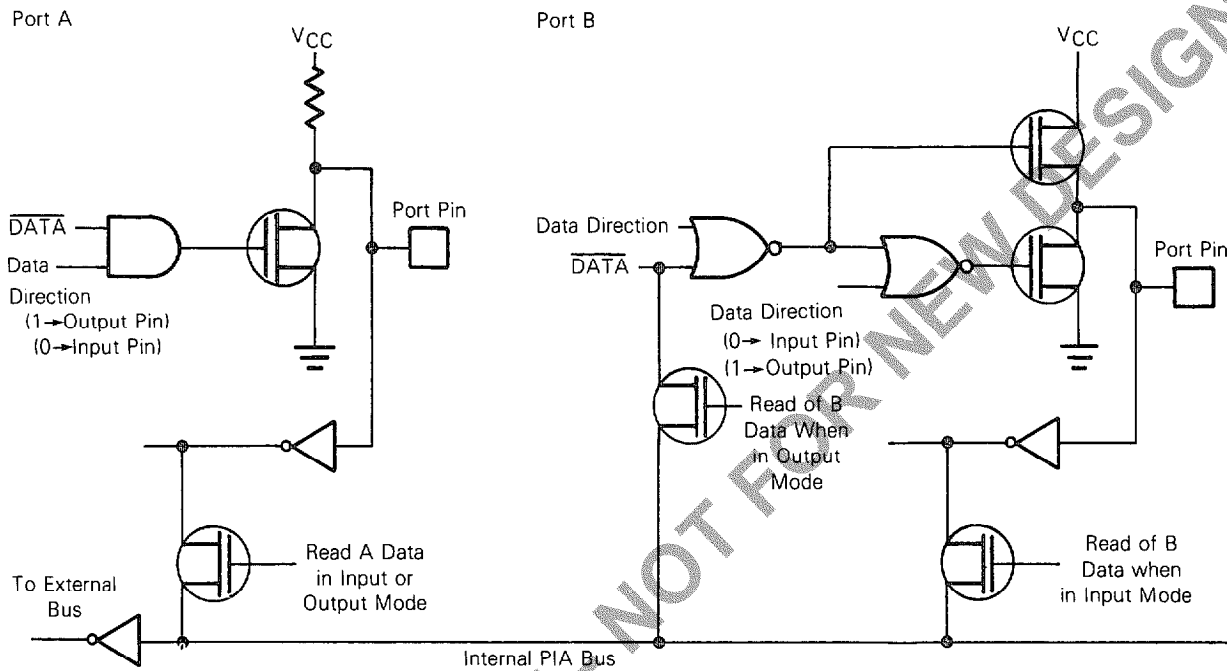 Port A
VCC
DATA
Data
Direction
(1→Output Pin)
(0→Input Pin)
Port Pin
Read A Data
in Input or
Output Mode
To External
Bus
Internal PIA Bus
Port B
VCC
Data Direction
DATA
Data Direction
(0→ Input Pin)
(1→Output Pin)
Port Pin
Read of B
Data When
in Output
Mode
Read of B
Data when
in Input Mode
NOT FOR NEW DESIGN